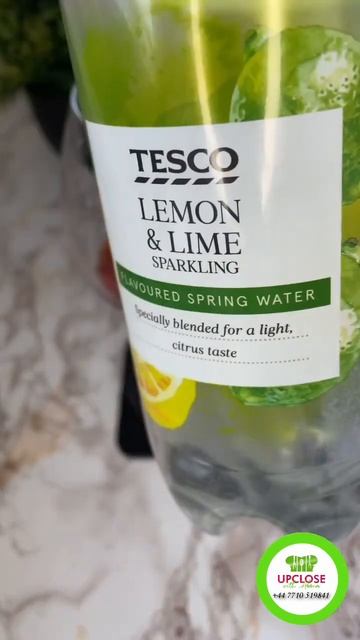 TESCO
LEMON
& LIME
SPARKLING
FLAVOURED SPRING WATER
Specially blended for a light,
citrus taste
UPCLOSE
+44 7710 519841